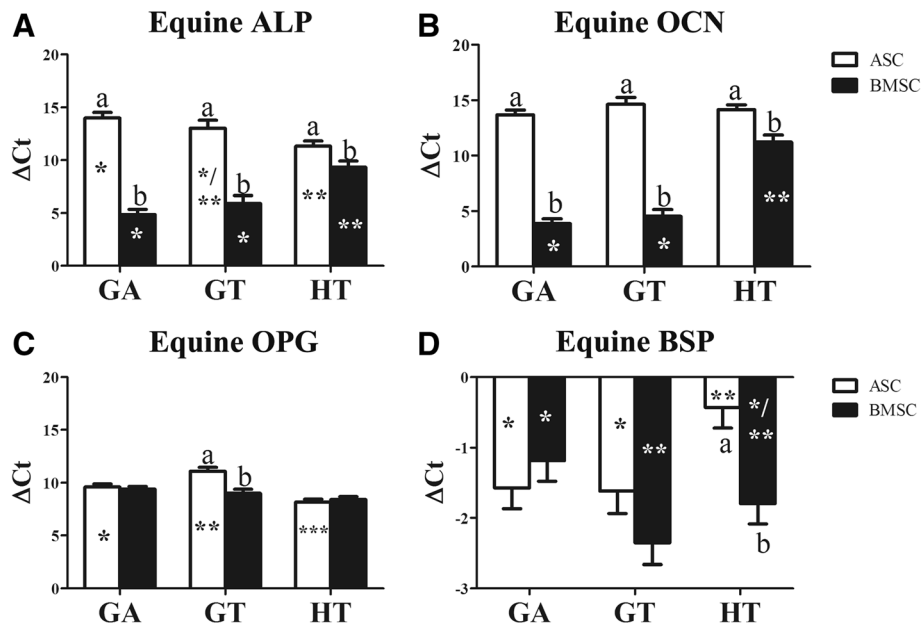 A Equine ALP
20
15
10
5
0
ΔCt
a
*
b
*
a
*/
**
b
*
a
**
b
**
GA GT HT
B Equine OCN
20
15
10
5
0
ΔCt
a
b
*
a
b
*
a
b
**
GA GT HT
ASC
BMSC
C Equine OPG
20
15
10
5
0
ΔCt
*
a
**
b
***
GA GT HT
D Equine BSP
0
-1
-2
-3
ΔCt
*
*
*
**
**
a
*/
**
b
GA GT HT
ASC
BMSC